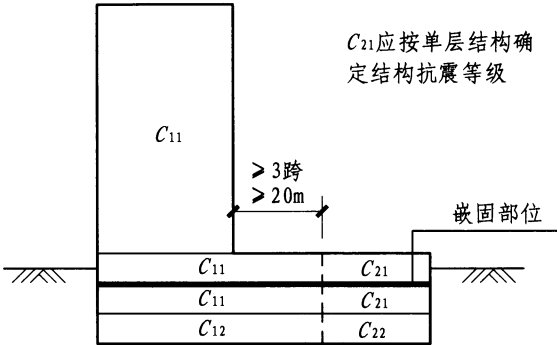 C₂₁应按单层结构确
定结构抗震等级
C₁₁
≥3跨
≥20m
嵌固部位
C₁₁ C₂₁
C₁₁ C₂₁
C₁₂ C₂₂